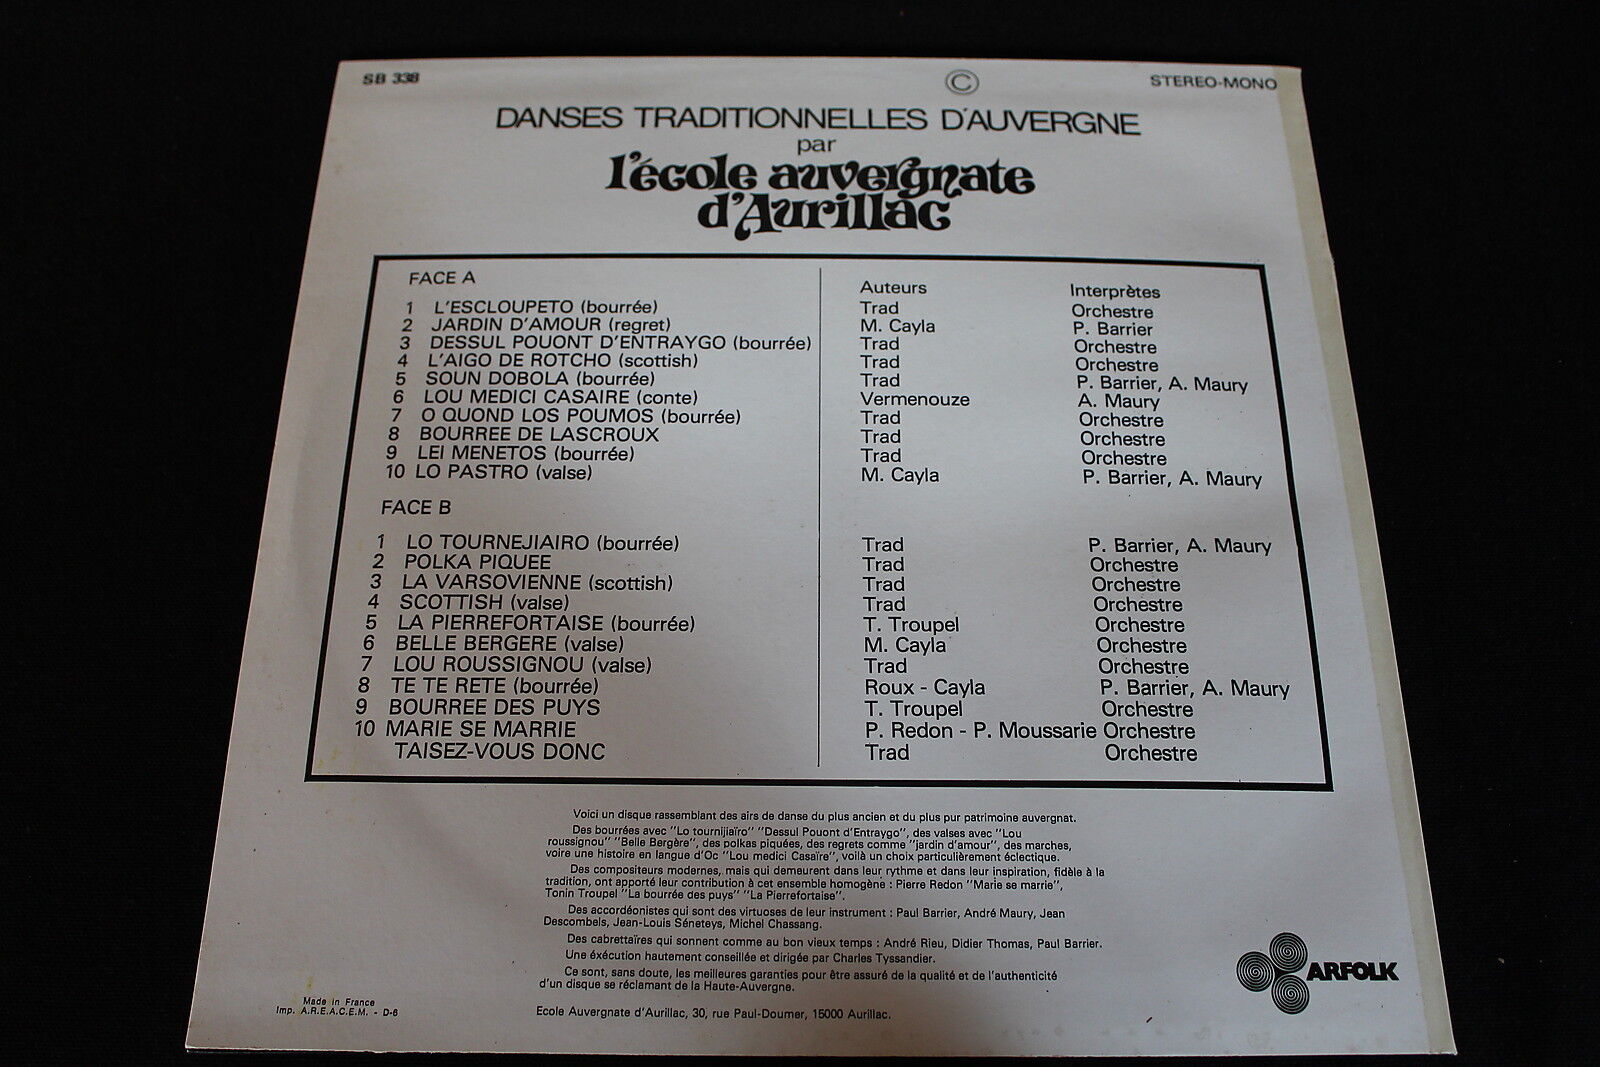 SB 338 © STEREO-MONO
DANSES TRADITIONNELLES D'AUVERGNE
par
l'école auvergnate
d'Aurillac
FACE A Auteurs Interprètes
1 L'ESCLOUPETO (bourrée) Trad Orchestre
2 JARDIN D'AMOUR (regret) M. Cayla P. Barrier
3 DESSUL POUONT D'ENTRAYGO (bourrée) Trad Orchestre
4 L'AIGO DE ROTCHO (scottish) Trad Orchestre
5 SOUN DOBOLA (bourrée) Trad P. Barrier, A. Maury
6 LOU MEDICI CASAIRE (conte) Vermenouze A. Maury
7 O QUOND LOS POUMOS (bourrée) Trad Orchestre
8 BOURREE DE LASCROUX Trad Orchestre
9 LEI MENETOS (bourrée) Trad Orchestre
10 LO PASTRO (valse) M. Cayla P. Barrier, A. Maury
FACE B
1 LO TOURNEJIAIRO (bourrée) Trad P. Barrier, A. Maury
2 POLKA PIQUEE Trad Orchestre
3 LA VARSOVIENNE (scottish) Trad Orchestre
4 SCOTTISH (valse) Trad Orchestre
5 LA PIERREFORTAISE (bourrée) T. Troupel Orchestre
6 BELLE BERGERE (valse) M. Cayla Orchestre
7 LOU ROUSSIGNOU (valse) Trad Orchestre
8 TE TE RETE (bourrée) Roux - Cayla P. Barrier, A. Maury
9 BOURREE DES PUYS T. Troupel Orchestre
10 MARIE SE MARRIE P. Redon - P. Moussarie Orchestre
TAISEZ-VOUS DONC Trad Orchestre
Voici un disque rassemblant des airs de danse du plus ancien et du plus pur patrimoine auvergnat.
Des bourrées avec "Lo tournijiaïro" "Dessul Pouont d'Entraygo", des valses avec "Lou
roussignou" "Belle Bergère", des polkas piquées, des regrets comme "jardin d'amour", des marches,
voire une histoire en langue d'Oc "Lou medici Casaïre", voilà un choix particulièrement éclectique.
Des compositeurs modernes, mais qui demeurent dans leur rythme et dans leur inspiration, fidèle à la
tradition, ont apporté leur contribution à cet ensemble homogène : Pierre Redon "Marie se marrie",
Tonin Troupel "La bourrée des puys" "La Pierrefortaise".
Des accordéonistes qui sont des virtuoses de leur instrument : Paul Barrier, André Maury, Jean
Descombels, Jean-Louis Séneteys, Michel Chassang.
Des cabrettaïres qui sonnent comme au bon vieux temps : André Rieu, Didier Thomas, Paul Barrier.
Une éxécution hautement conseillée et dirigée par Charles Tyssandier.
Ce sont, sans doute, les meilleures garanties pour être assuré de la qualité et de l'authenticité
d'un disque se réclamant de la Haute-Auvergne.
ARFOLK
Made in France
Imp. A.R.E.A.C.E.M. - D-6
Ecole Auvergnate d'Aurillac, 30, rue Paul-Doumer, 15000 Aurillac.